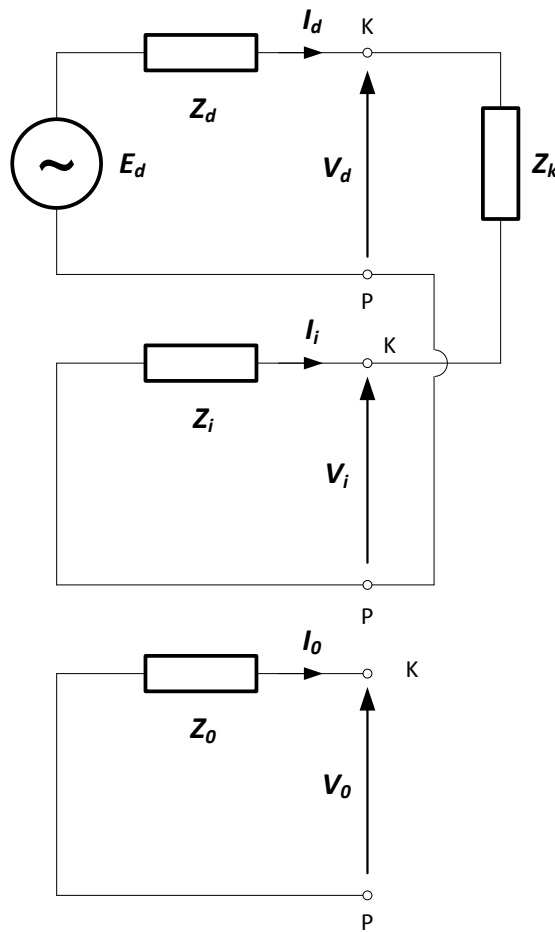 I_d K
Z_d
~ E_d V_d Z_k
P
I_i K
Z_i
V_i
P
I_0 K
Z_0
V_0
P